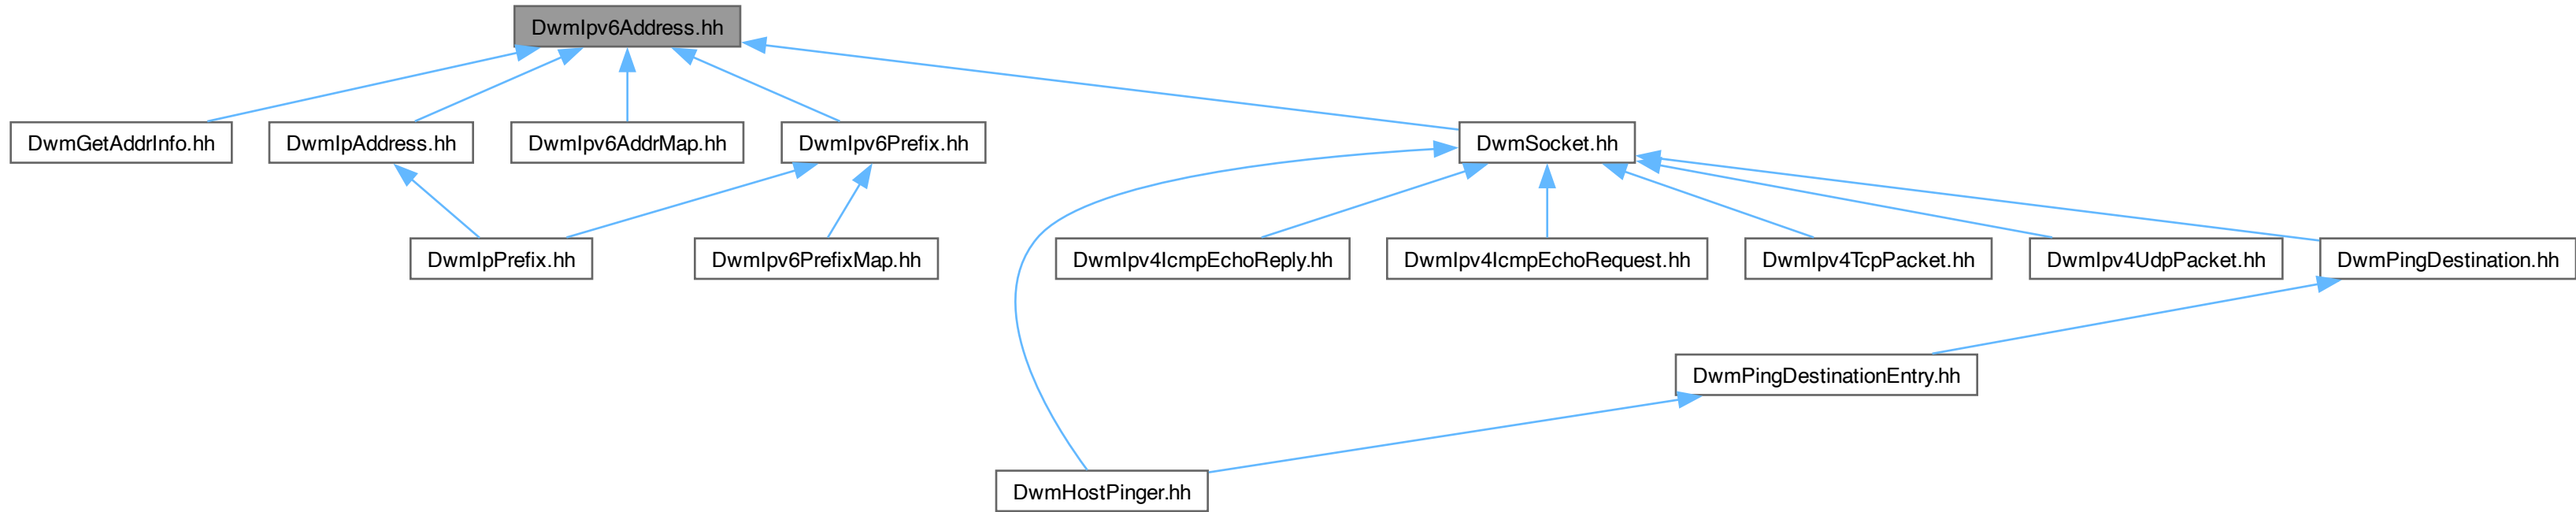 DwmIpv6Address.hh
DwmGetAddrInfo.hh
DwmIpAddress.hh
DwmIpv6AddrMap.hh
DwmIpv6Prefix.hh
DwmSocket.hh
DwmIpPrefix.hh
DwmIpv6PrefixMap.hh
DwmIpv4IcmpEchoReply.hh
DwmIpv4IcmpEchoRequest.hh
DwmIpv4TcpPacket.hh
DwmIpv4UdpPacket.hh
DwmPingDestination.hh
DwmPingDestinationEntry.hh
DwmHostPinger.hh